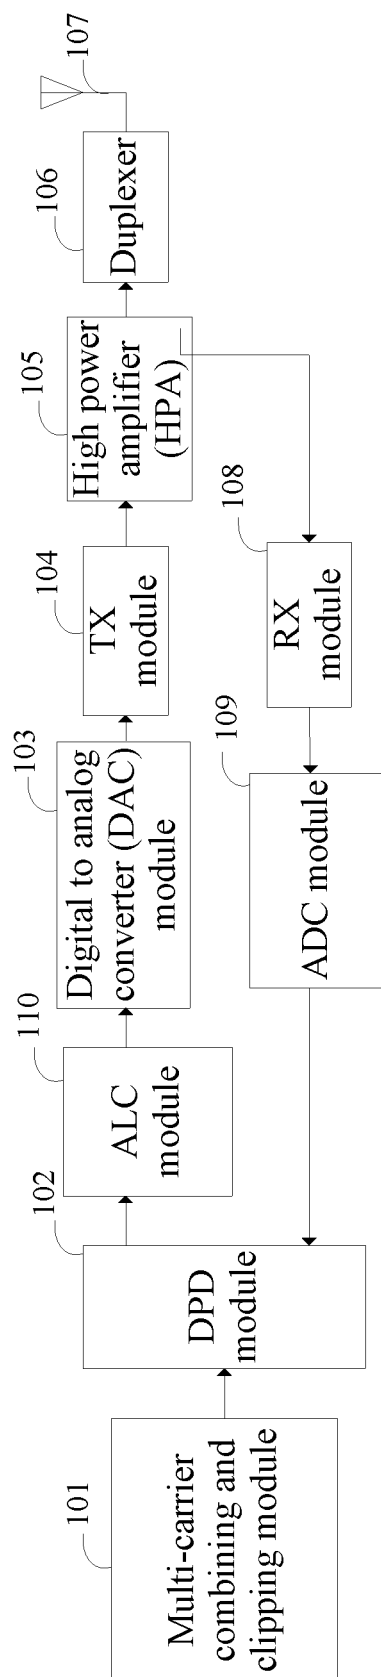 101
Multi-carrier
combining and
clipping module
102
DPD
module
110
ALC
module
103
Digital to analog
converter (DAC)
module
104
TX
module
105
High power
amplifier
(HPA)
106
Duplexer
107
108
RX
module
109
ADC module